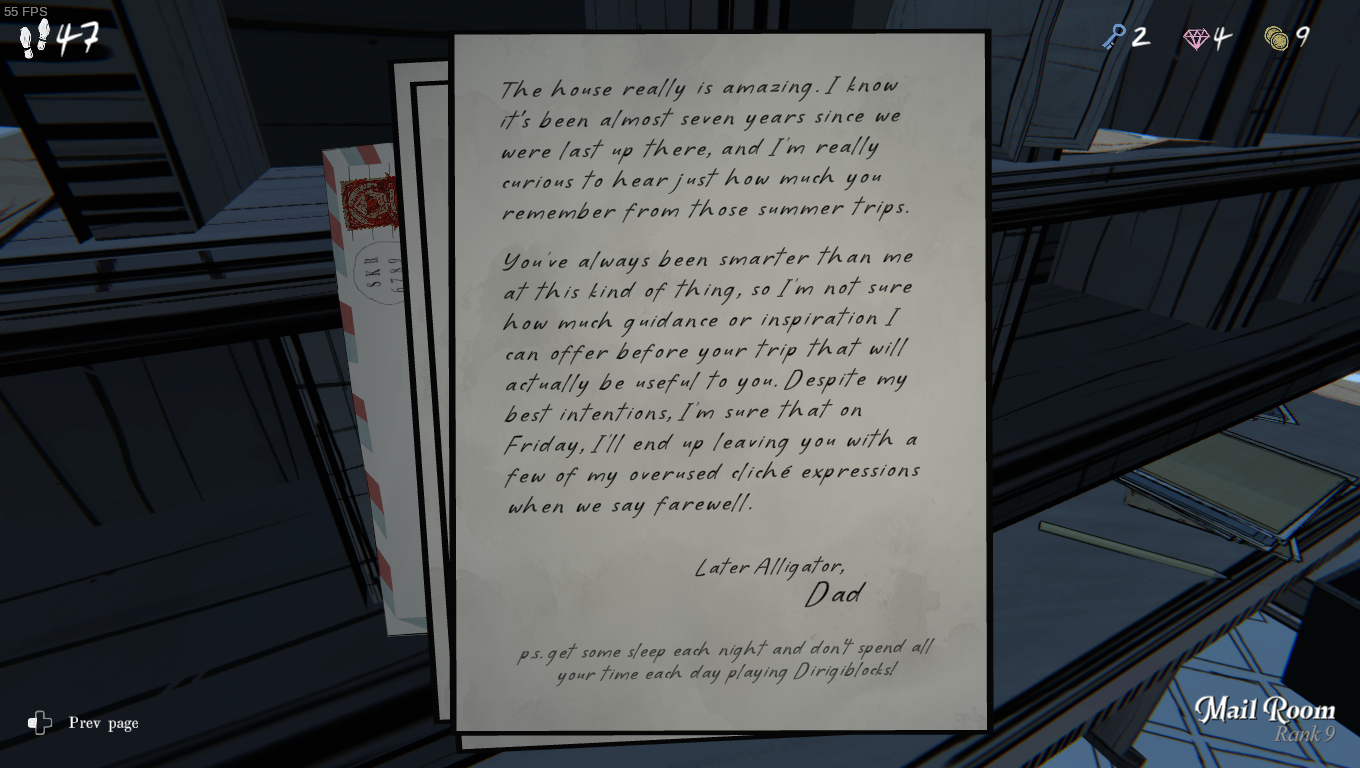 55 FPS
47
2
4
9
The house really is amazing. I know
it's been almost seven years since we
were last up there, and I'm really
curious to hear just how much you
remember from those summer trips.
You've always been smarter than me
at this kind of thing, so I'm not sure
how much guidance or inspiration I
can offer before your trip that will
actually be useful to you. Despite my
best intentions, I'm sure that on
Friday, I'll end up leaving you with a
few of my overused cliché expressions
when we say farewell.
Later Alligator,
Dad
p.s. get some sleep each night and don't spend all
your time each day playing Dirigiblocks!
SKB
6789
Prev page
Mail Room
Rank 9